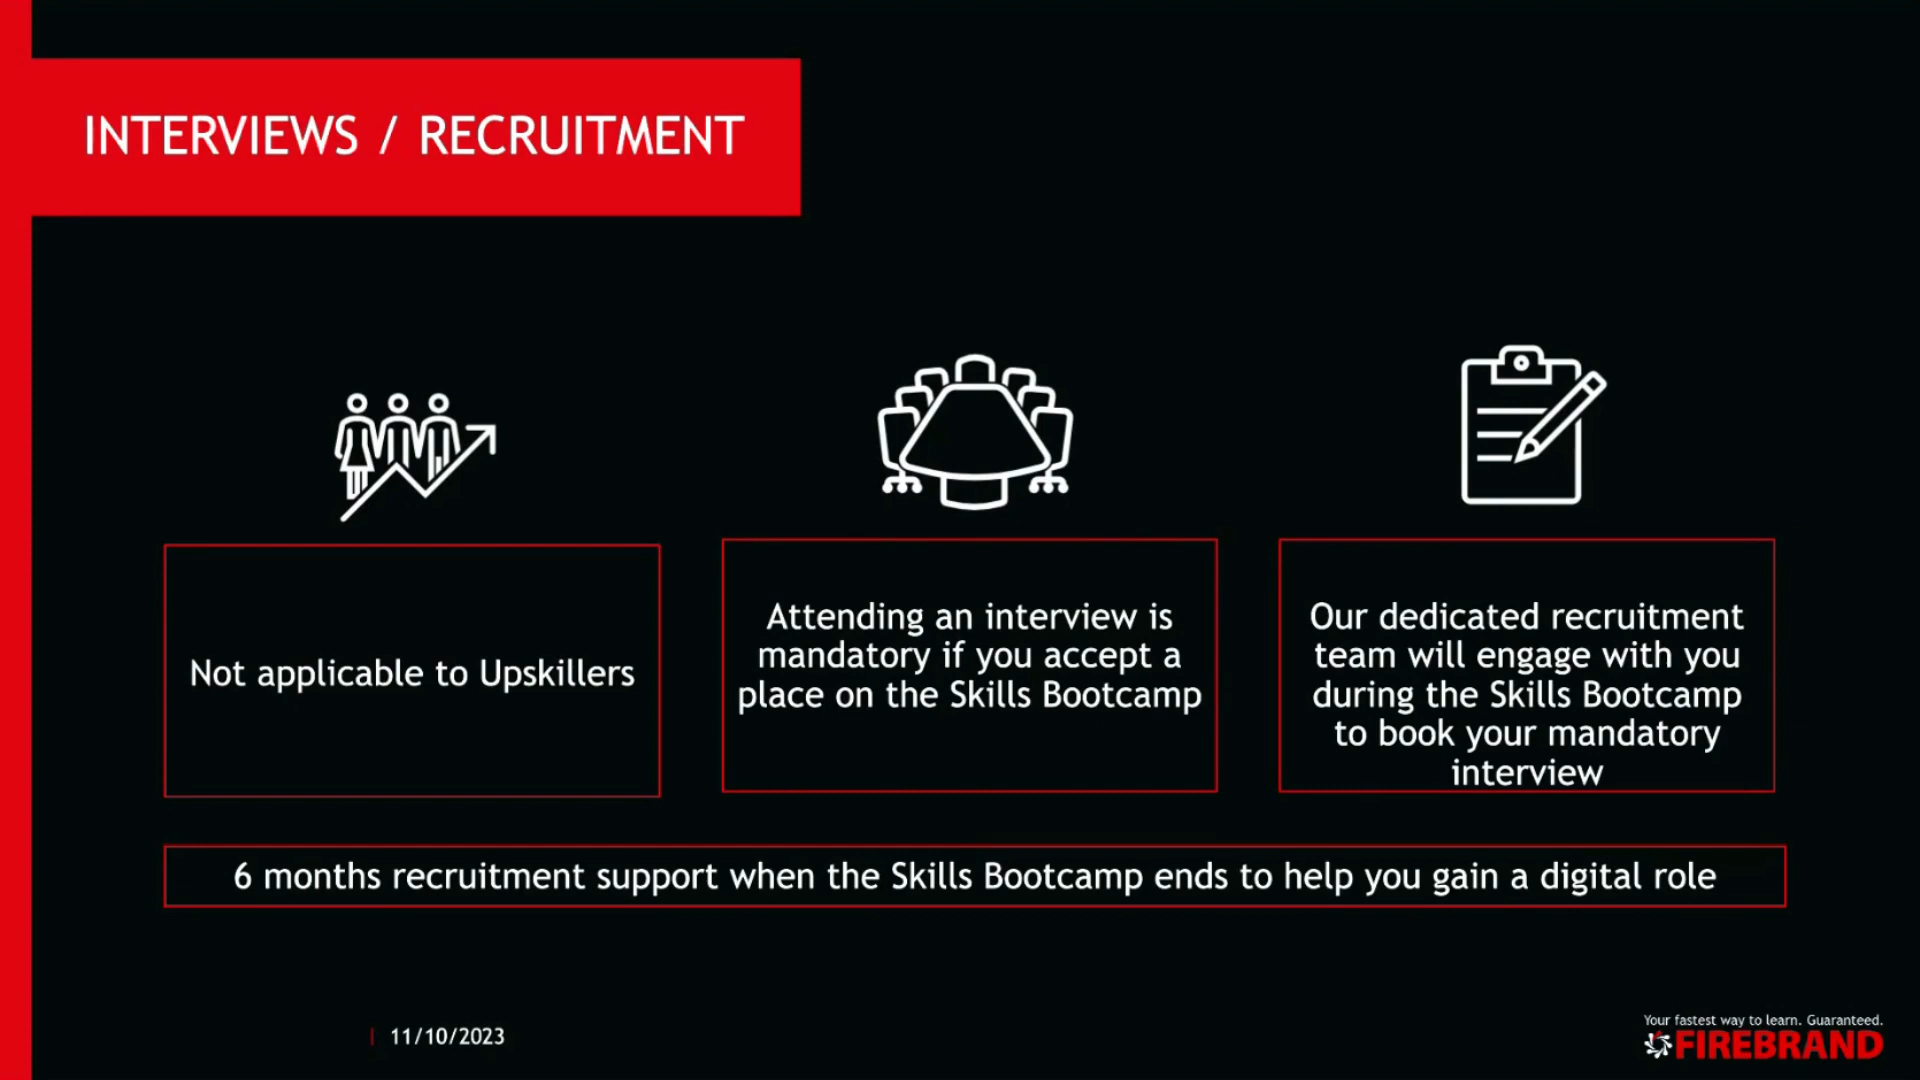 INTERVIEWS / RECRUITMENT
Not applicable to Upskillers
Attending an interview is
mandatory if you accept a
place on the Skills Bootcamp
Our dedicated recruitment
team will engage with you
during the Skills Bootcamp
to book your mandatory
interview
6 months recruitment support when the Skills Bootcamp ends to help you gain a digital role
| 11/10/2023
Your fastest way to learn. Guaranteed.
FIREBRAND